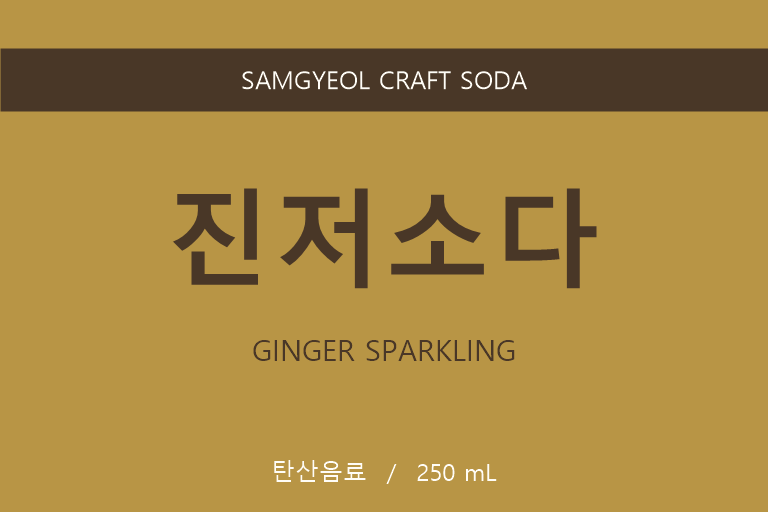 SAMGYEOL CRAFT SODA
진저소다
GINGER SPARKLING
탄산음료 / 250 mL